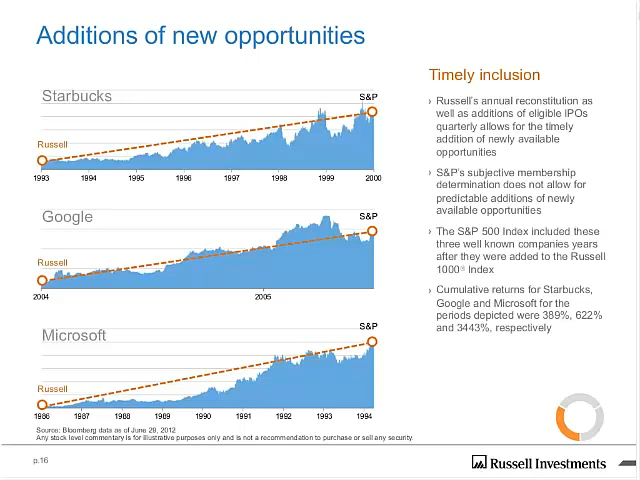 Additions of new opportunities
Starbucks
S&P
Russell
1993 1994 1995 1996 1997 1998 1999 2000
Google
S&P
Russell
2004 2005
Microsoft
S&P
Russell
1986 1987 1988 1989 1990 1991 1992 1993 1994
Timely inclusion
› Russell's annual reconstitution as
well as additions of eligible IPOs
quarterly allows for the timely
addition of newly available
opportunities
› S&P's subjective membership
determination does not allow for
predictable additions of newly
available opportunities
› The S&P 500 Index included these
three well known companies years
after they were added to the Russell
1000® Index
› Cumulative returns for Starbucks,
Google and Microsoft for the
periods depicted were 389%, 622%
and 3443%, respectively
Source: Bloomberg data as of June 29, 2012
Any stock level commentary is for illustrative purposes only and is not a recommendation to purchase or sell any security.
p.16
Russell Investments